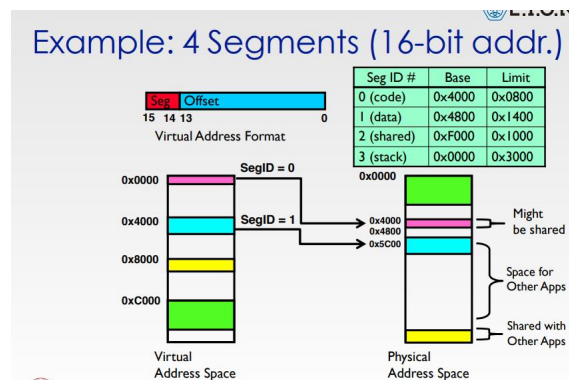 Example: 4 Segments (16-bit addr.)
Seg ID # Base Limit
0 (code) 0x4000 0x0800
1 (data) 0x4800 0x1400
2 (shared) 0xF000 0x1000
3 (stack) 0x0000 0x3000
Seg Offset
15 14 13 0
Virtual Address Format
0x0000
0x4000
0x8000
0xC000
SegID = 0
SegID = 1
Virtual
Address Space
0x0000
0x4000
0x4800
0x5C00
Might
be shared
Space for
Other Apps
Shared with
Other Apps
Physical
Address Space